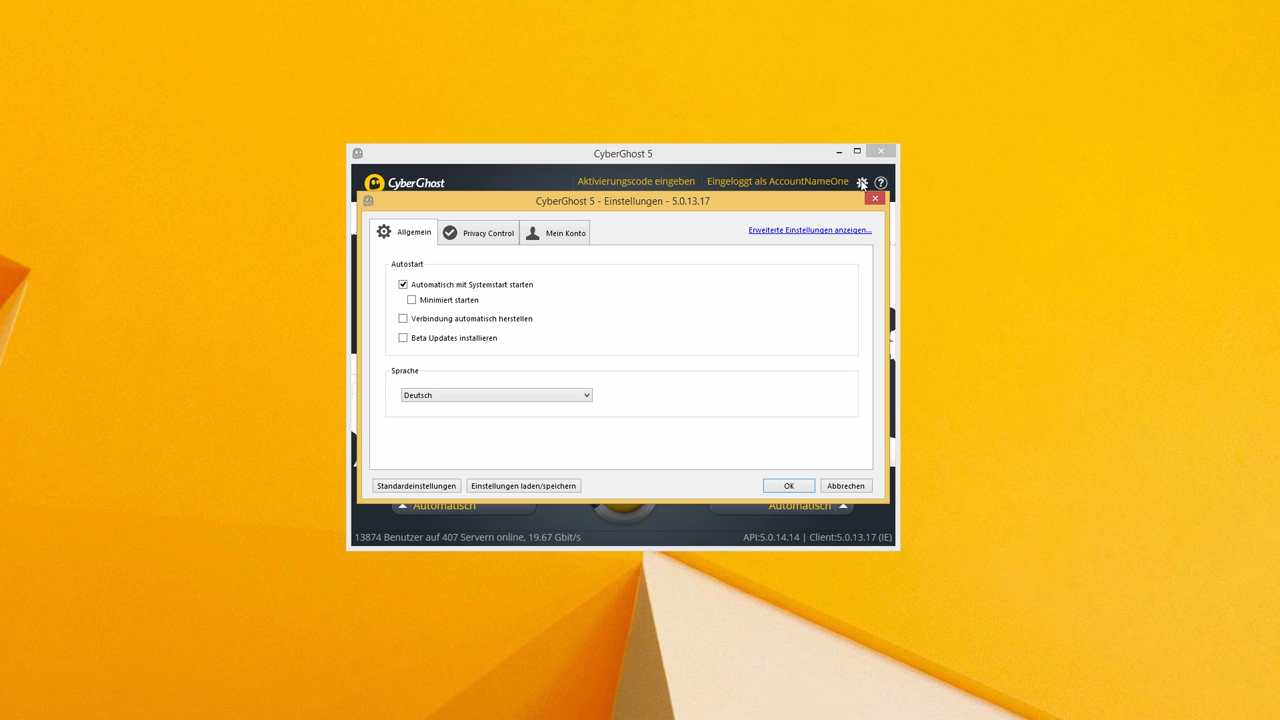 CyberGhost 5
CyberGhost
Aktivierungscode eingeben
Eingeloggt als AccountNameOne
?
CyberGhost 5 - Einstellungen - 5.0.13.17
Allgemein
Privacy Control
Mein Konto
Erweiterte Einstellungen anzeigen...
Autostart
Automatisch mit Systemstart starten
Minimiert starten
Verbindung automatisch herstellen
Beta Updates installieren
Sprache
Deutsch
Standardeinstellungen
Einstellungen laden/speichern
OK
Abbrechen
Automatisch
Automatisch
13874 Benutzer auf 407 Servern online, 19.67 Gbit/s
API:5.0.14.14 | Client:5.0.13.17 (IE)